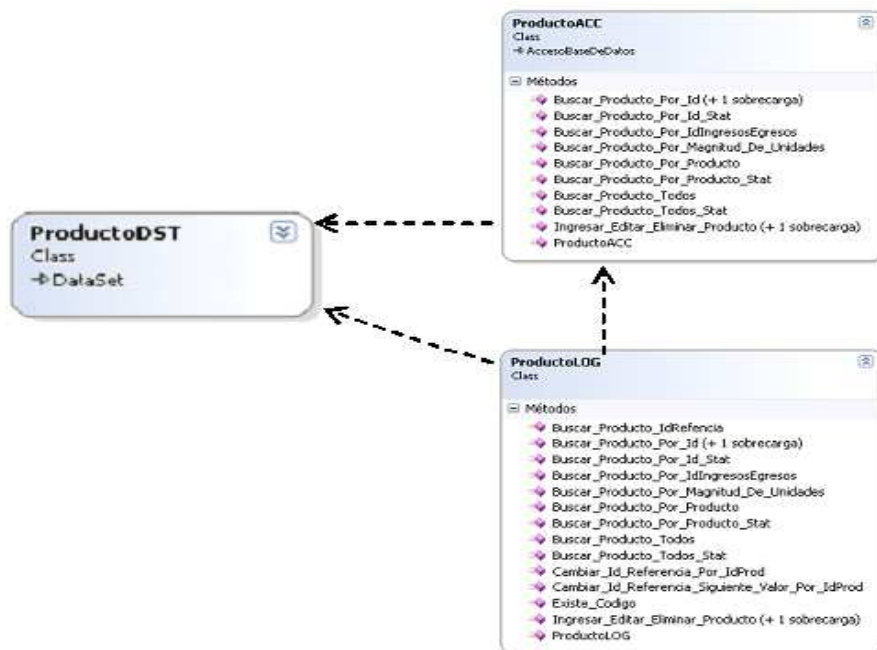 ProductoACC
Class
AccesoBaseDeDatos
Métodos
Buscar_Producto_Por_Id (+ 1 sobrecarga)
Buscar_Producto_Por_Id_Stat
Buscar_Producto_Por_IdIngresosEgresos
Buscar_Producto_Por_Magnitud_De_Unidades
Buscar_Producto_Por_Producto
Buscar_Producto_Por_Producto_Stat
Buscar_Producto_Todos
Buscar_Producto_Todos_Stat
Ingresar_Editar_Eliminar_Producto (+ 1 sobrecarga)
ProductoACC
ProductoDST
Class
DataSet
ProductoLOG
Class
Métodos
Buscar_Producto_IdRefencia
Buscar_Producto_Por_Id (+ 1 sobrecarga)
Buscar_Producto_Por_Id_Stat
Buscar_Producto_Por_IdIngresosEgresos
Buscar_Producto_Por_Magnitud_De_Unidades
Buscar_Producto_Por_Producto
Buscar_Producto_Por_Producto_Stat
Buscar_Producto_Todos
Buscar_Producto_Todos_Stat
Cambiar_Id_Referencia_Por_IdProd
Cambiar_Id_Referencia_Siguiente_Valor_Por_IdProd
Existe_Codigo
Ingresar_Editar_Eliminar_Producto (+ 1 sobrecarga)
ProductoLOG